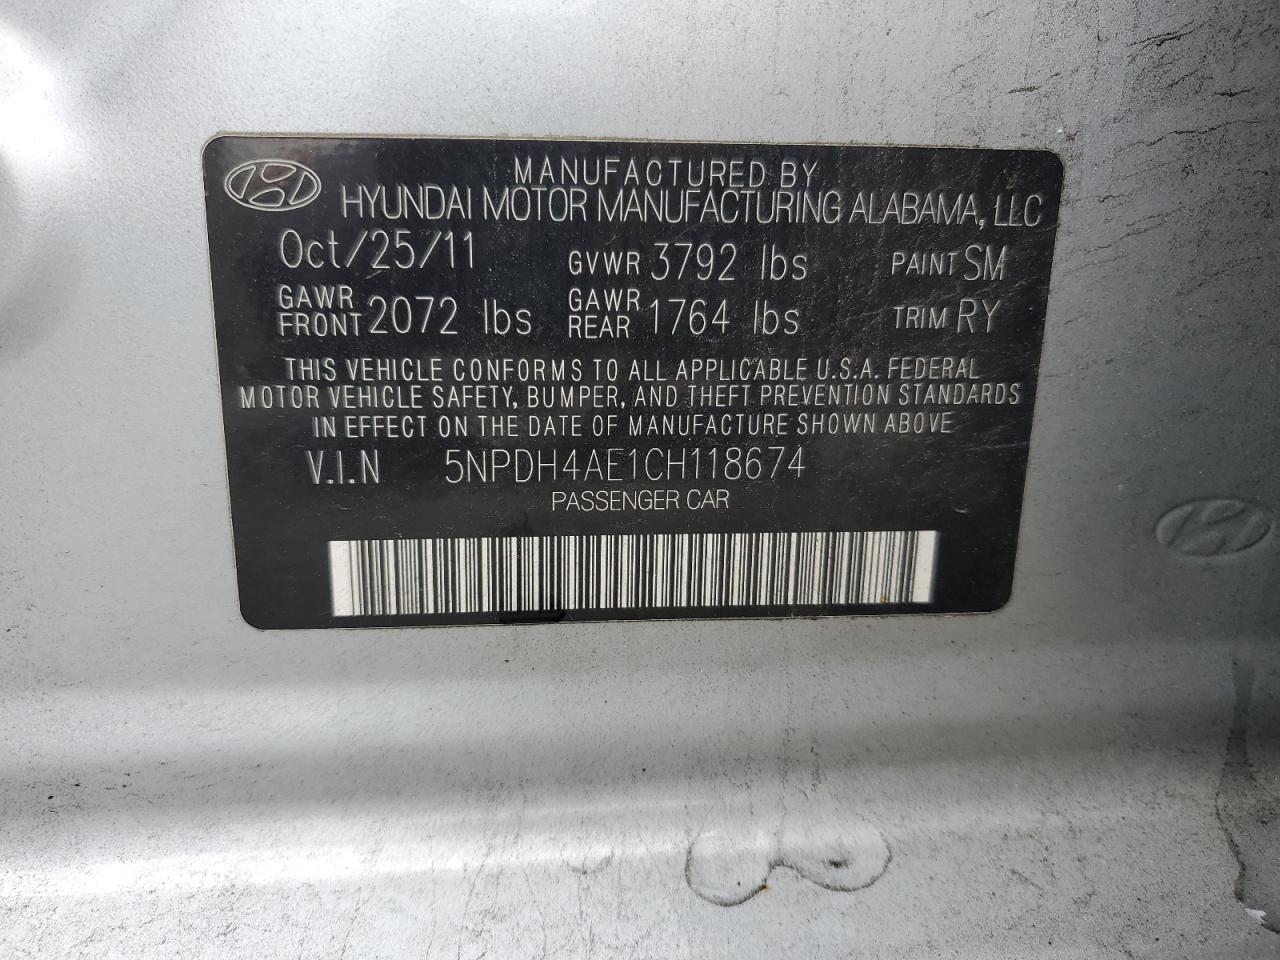 MANUFACTURED BY
HYUNDAI MOTOR MANUFACTURING ALABAMA, LLC
Oct/25/11 GVWR 3792 lbs PAINT SM
GAWR FRONT 2072 lbs GAWR REAR 1764 lbs TRIM RY
THIS VEHICLE CONFORMS TO ALL APPLICABLE U.S.A. FEDERAL
MOTOR VEHICLE SAFETY, BUMPER, AND THEFT PREVENTION STANDARDS
IN EFFECT ON THE DATE OF MANUFACTURE SHOWN ABOVE
V.I.N 5NPDH4AE1CH118674
PASSENGER CAR